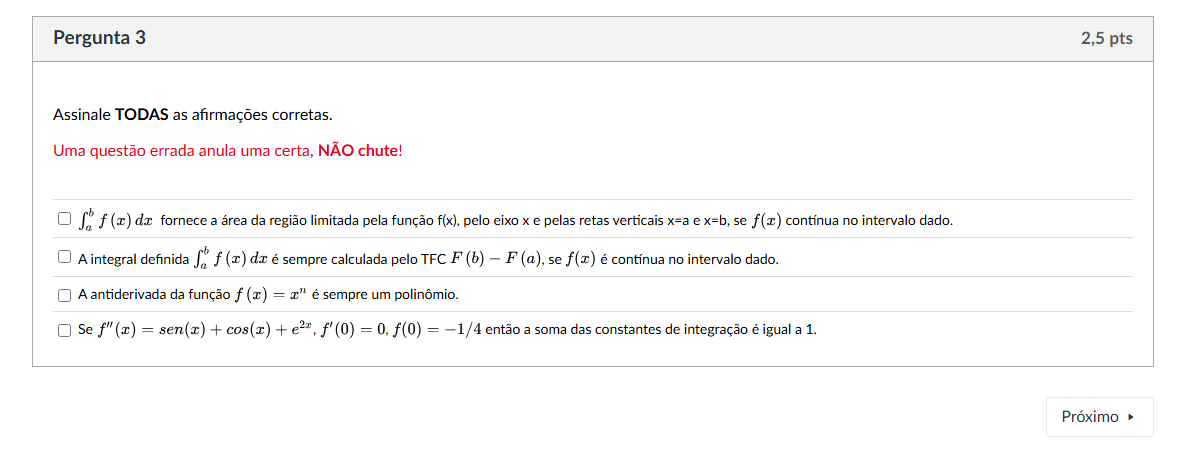 Pergunta 3
2,5 pts
Assinale TODAS as afirmações corretas.
Uma questão errada anula uma certa, NÃO chute!
∫ₐᵇ f (x) dx fornece a área da região limitada pela função f(x), pelo eixo x e pelas retas verticais x=a e x=b, se f(x) contínua no intervalo dado.
A integral definida ∫ₐᵇ f (x) dx é sempre calculada pelo TFC F (b) − F (a), se f(x) é contínua no intervalo dado.
A antiderivada da função f (x) = xⁿ é sempre um polinômio.
Se f″(x) = sen(x) + cos(x) + e²ˣ, f′(0) = 0, f(0) = −1/4 então a soma das constantes de integração é igual a 1.
Próximo ▸